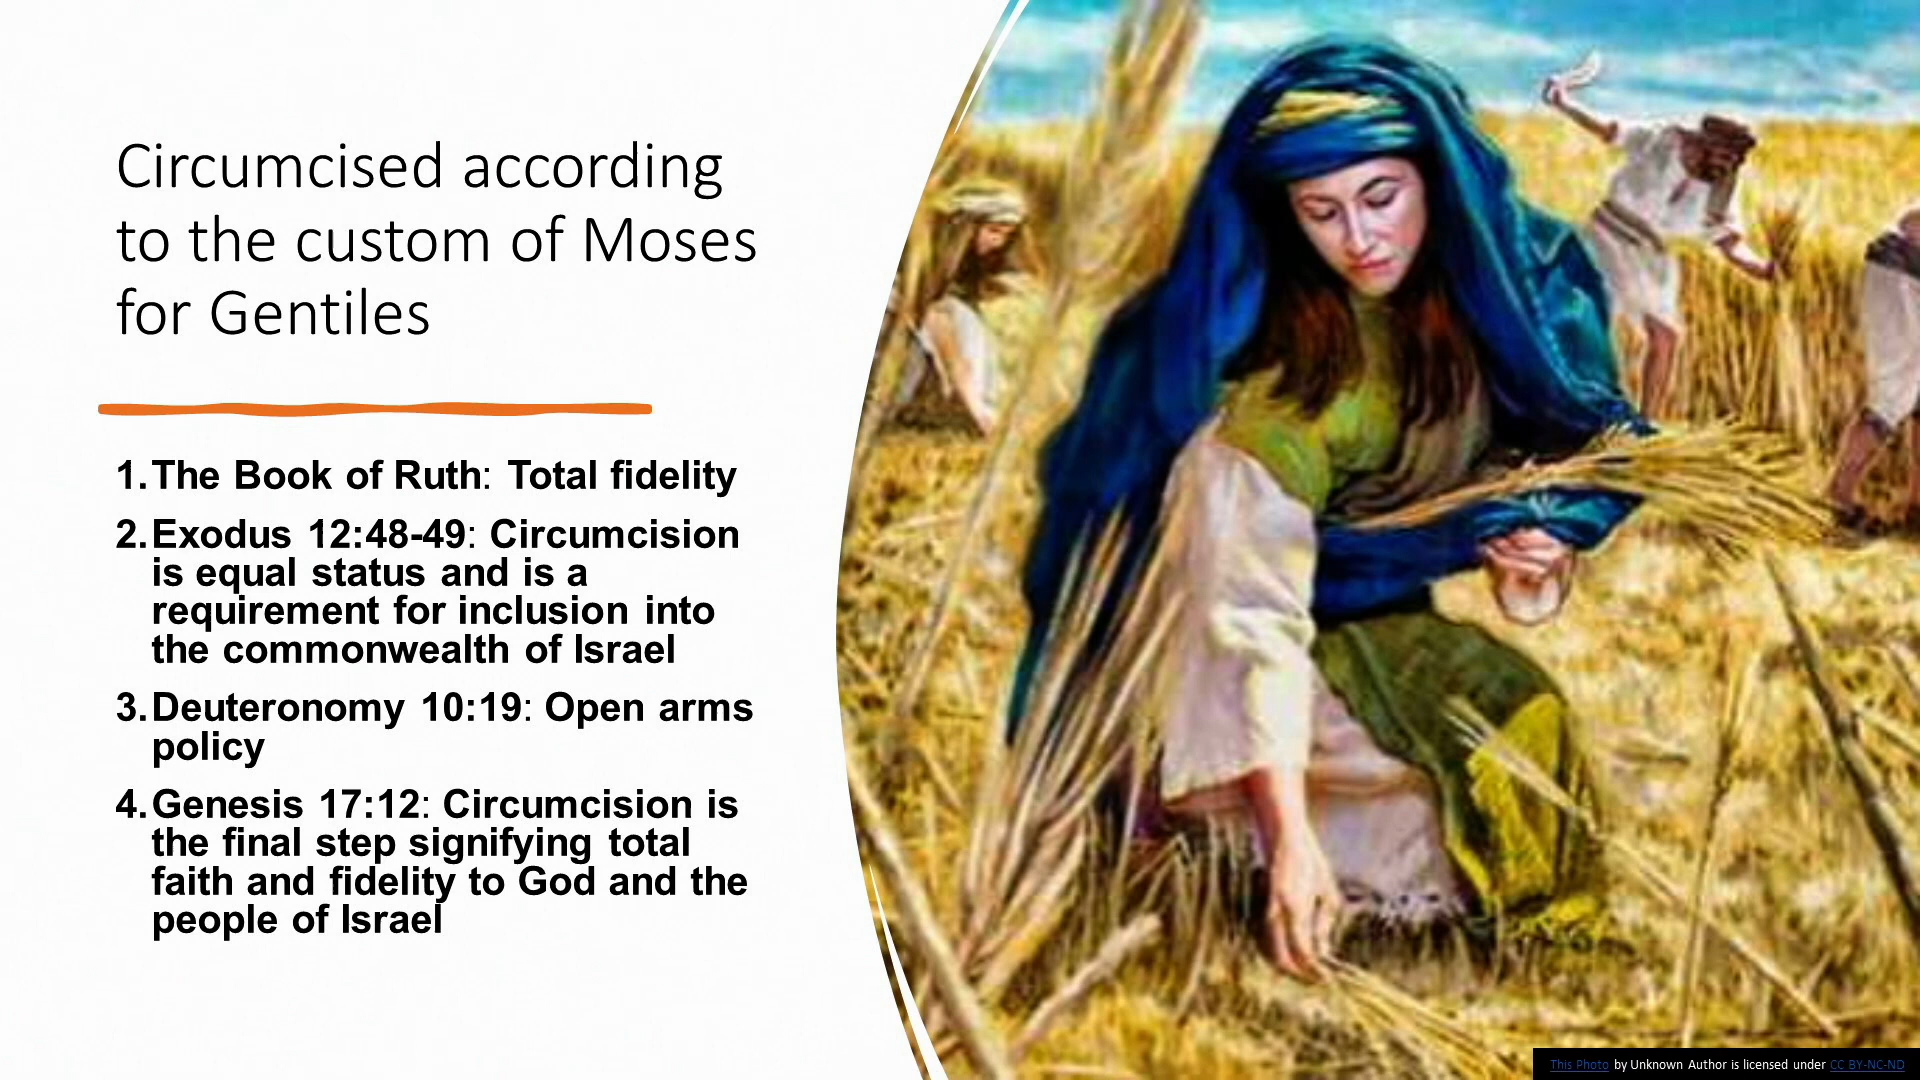 Circumcised according
to the custom of Moses
for Gentiles
1. The Book of Ruth: Total fidelity
2. Exodus 12:48-49: Circumcision
is equal status and is a
requirement for inclusion into
the commonwealth of Israel
3. Deuteronomy 10:19: Open arms
policy
4. Genesis 17:12: Circumcision is
the final step signifying total
faith and fidelity to God and the
people of Israel
This Photo by Unknown Author is licensed under CC BY-NC-ND